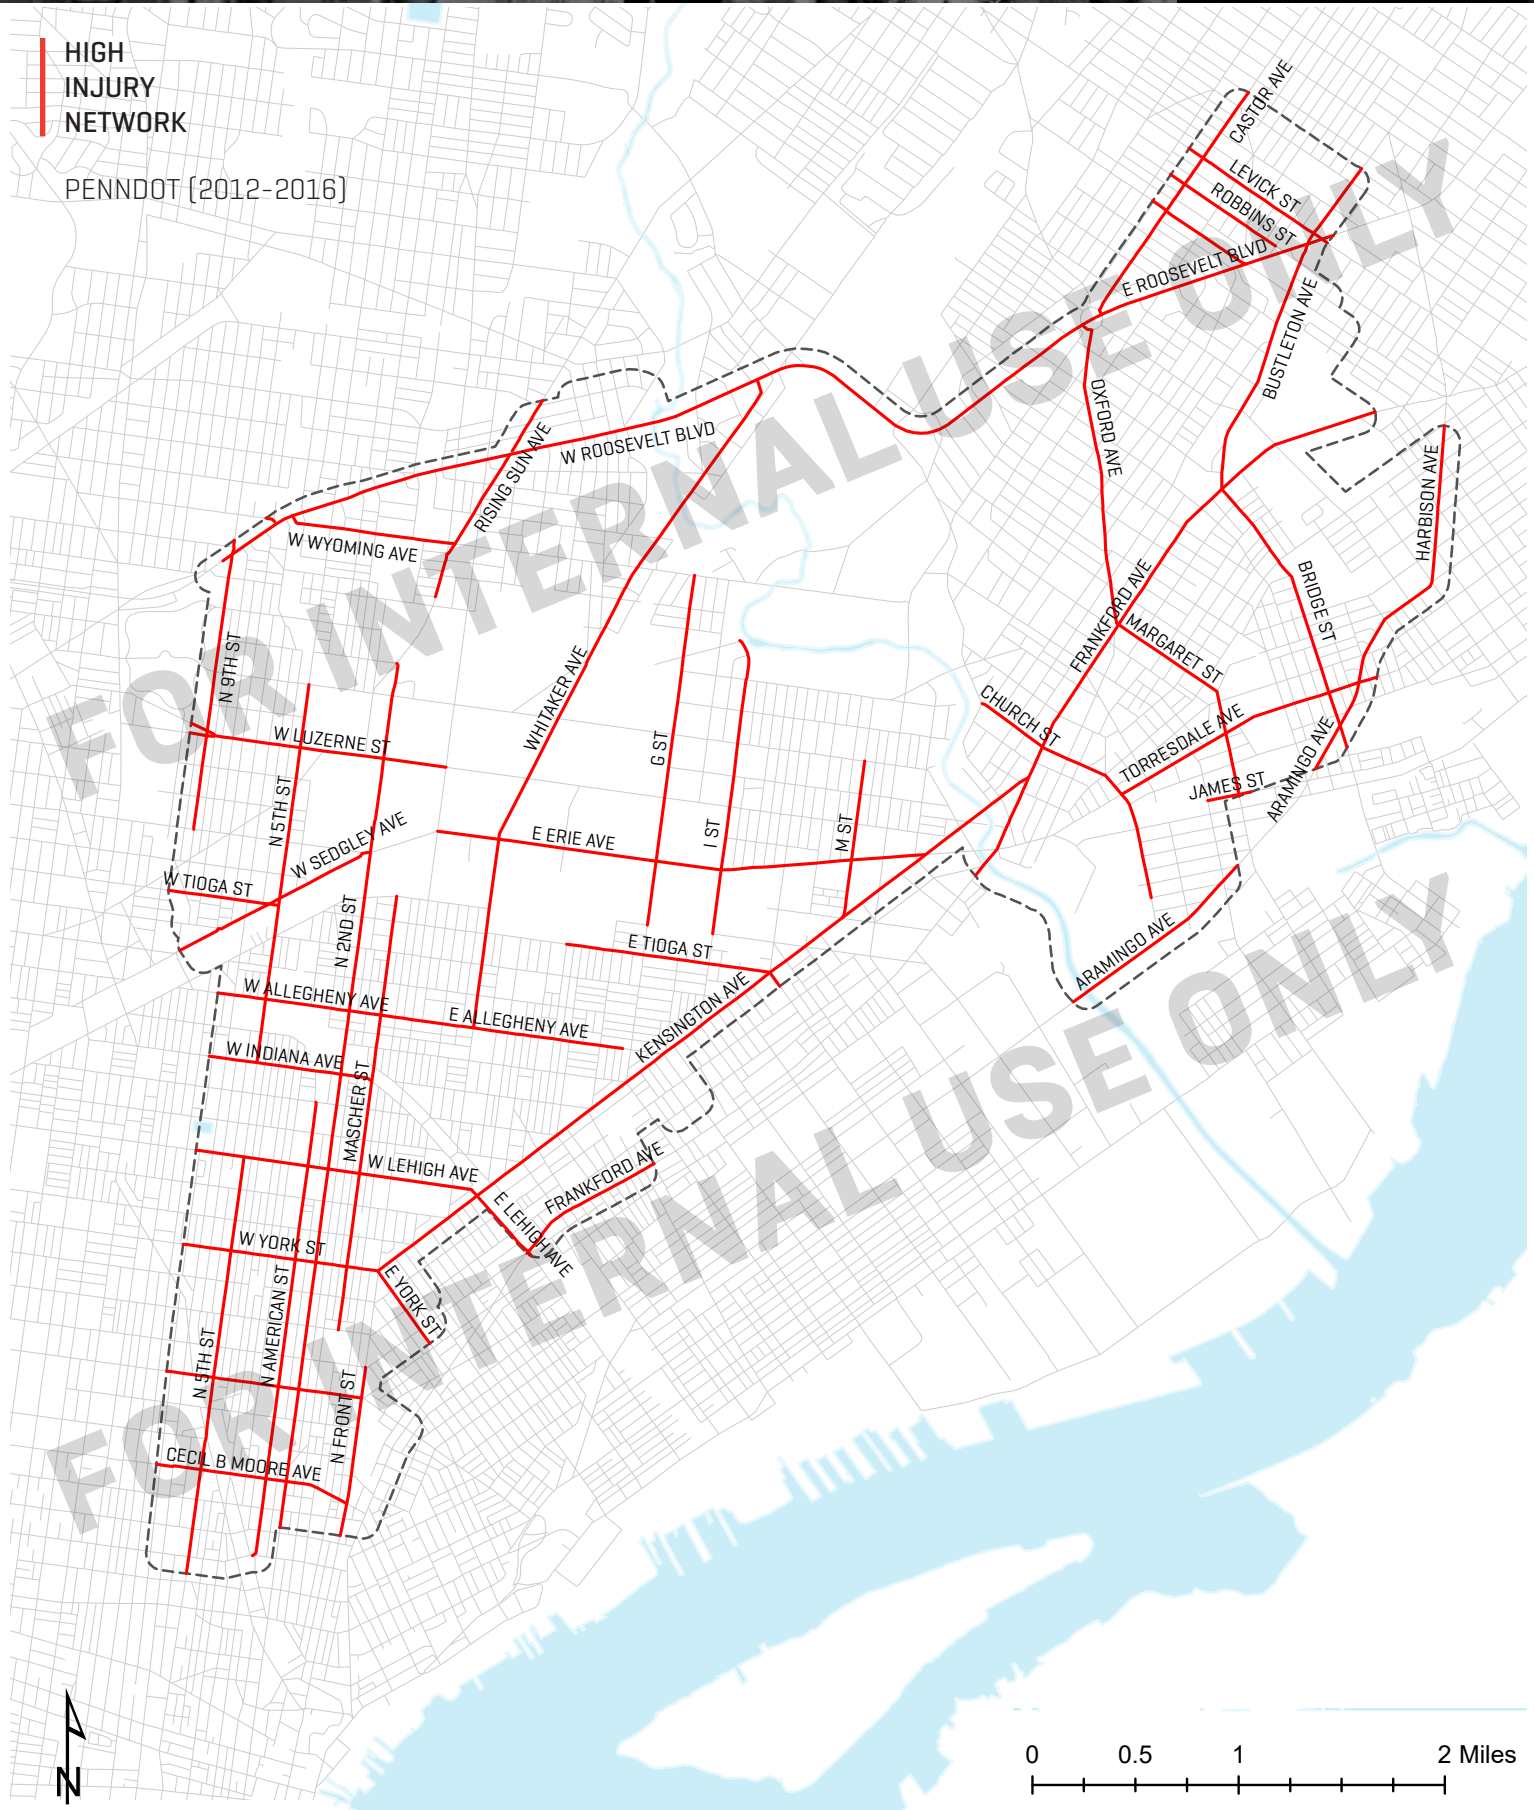 HIGH
INJURY
NETWORK
PENNDOT (2012-2016)
CASTOR AVE
LEVICK ST
ROBBINS ST
E ROOSEVELT BLVD
BUSTLETON AVE
OXFORD AVE
W ROOSEVELT BLVD
RISING SUN AVE
W WYOMING AVE
HARBISON AVE
BRIDGE ST
FRANKFORD AVE
MARGARET ST
N 9TH ST
WHITAKER AVE
CHURCH ST
TORRESDALE AVE
W LUZERNE ST
G ST
JAMES ST
ARAMINGO AVE
N 5TH ST
W SEDGLEY AVE
E ERIE AVE
I ST
M ST
W TIOGA ST
N 2ND ST
E TIOGA ST
ARAMINGO AVE
W ALLEGHENY AVE
E ALLEGHENY AVE
KENSINGTON AVE
W INDIANA AVE
MASCHER ST
W LEHIGH AVE
FRANKFORD AVE
E LEHIGH AVE
W YORK ST
E YORK ST
N AMERICAN ST
N 5TH ST
N FRONT ST
CECIL B MOORE AVE
FOR INTERNAL USE ONLY
FOR INTERNAL USE ONLY
N
0 0.5 1 2 Miles